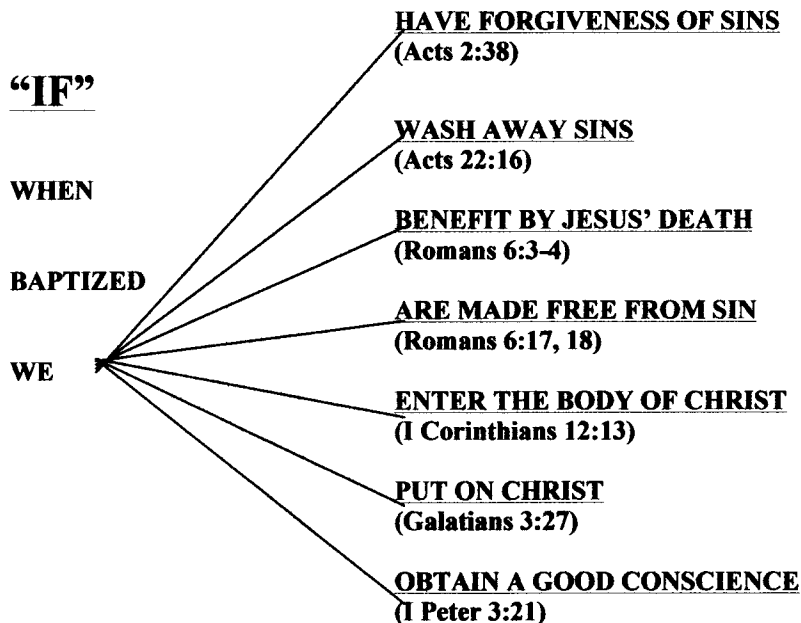 “IF”
WHEN
BAPTIZED
WE
HAVE FORGIVENESS OF SINS
(Acts 2:38)
WASH AWAY SINS
(Acts 22:16)
BENEFIT BY JESUS’ DEATH
(Romans 6:3-4)
ARE MADE FREE FROM SIN
(Romans 6:17, 18)
ENTER THE BODY OF CHRIST
(I Corinthians 12:13)
PUT ON CHRIST
(Galatians 3:27)
OBTAIN A GOOD CONSCIENCE
(I Peter 3:21)